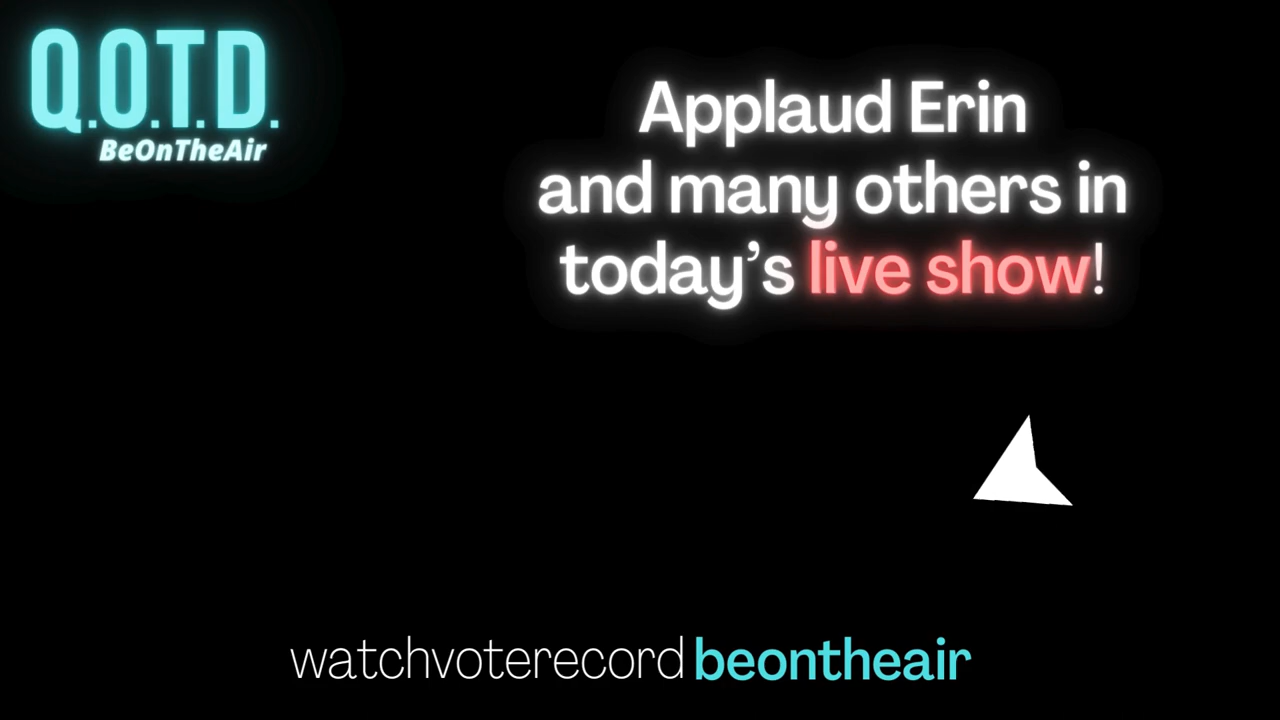 Q.O.T.D.
BeOnTheAir
Applaud Erin
and many others in
today’s live show!
watchvoterecord beontheair